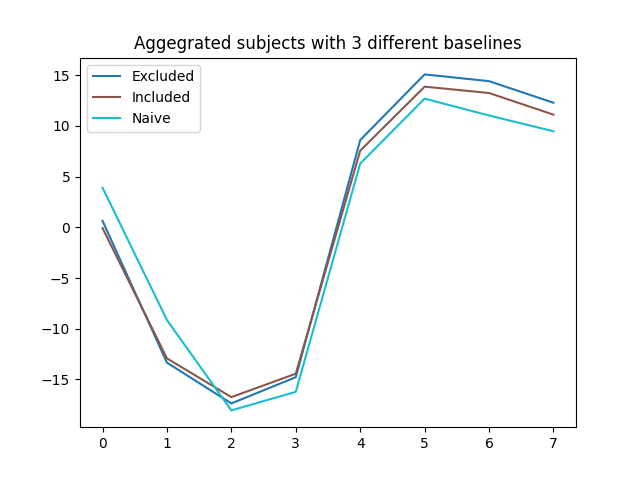 Aggegrated subjects with 3 different baselines
Excluded
Included
Naive
15
10
5
0
−5
−10
−15
0 1 2 3 4 5 6 7